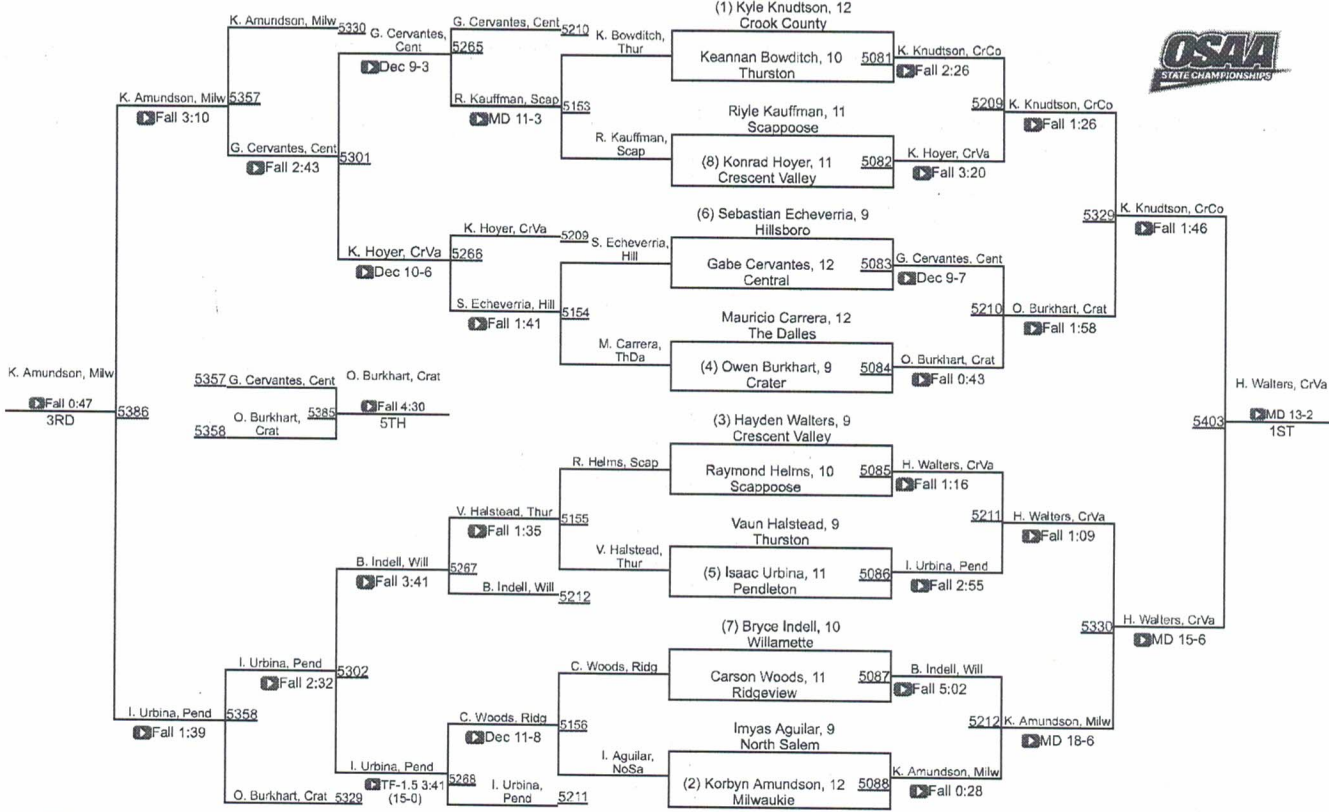 OSAA
STATE CHAMPIONSHIPS
(1) Kyle Knudtson, 12
Crook County
Keannan Bowditch, 10
Thurston
5081
K. Knudtson, CrCo
Fall 2:26
Riyle Kauffman, 11
Scappoose
(8) Konrad Hoyer, 11
Crescent Valley
5082
K. Hoyer, CrVa
Fall 3:20
5209
K. Knudtson, CrCo
Fall 1:26
(6) Sebastian Echeverria, 9
Hillsboro
Gabe Cervantes, 12
Central
5083
G. Cervantes, Cent
Dec 9-7
Mauricio Carrera, 12
The Dalles
(4) Owen Burkhart, 9
Crater
5084
O. Burkhart, Crat
Fall 0:43
5210
O. Burkhart, Crat
Fall 1:58
5329
K. Knudtson, CrCo
Fall 1:46
(3) Hayden Walters, 9
Crescent Valley
Raymond Helms, 10
Scappoose
5085
H. Walters, CrVa
Fall 1:16
Vaun Halstead, 9
Thurston
(5) Isaac Urbina, 11
Pendleton
5086
I. Urbina, Pend
Fall 2:55
5211
H. Walters, CrVa
Fall 1:09
(7) Bryce Indell, 10
Willamette
Carson Woods, 11
Ridgeview
5087
B. Indell, Will
Fall 5:02
Imyas Aguilar, 9
North Salem
(2) Korbyn Amundson, 12
Milwaukie
5088
K. Amundson, Milw
Fall 0:28
5212
K. Amundson, Milw
MD 18-6
5330
H. Walters, CrVa
MD 15-6
5403
H. Walters, CrVa
MD 13-2
1ST
K. Bowditch,
Thur
R. Kauffman,
Scap
5153
R. Kauffman, Scap
MD 11-3
G. Cervantes, Cent
5210
5265
G. Cervantes,
Cent
Dec 9-3
S. Echeverria,
Hill
M. Carrera,
ThDa
5154
S. Echeverria, Hill
Fall 1:41
K. Hoyer, CrVa
5209
5266
K. Hoyer, CrVa
Dec 10-6
5301
G. Cervantes, Cent
Fall 2:43
K. Amundson, Milw
5330
5357
K. Amundson, Milw
Fall 3:10
K. Amundson, Milw
Fall 0:47
3RD
5386
5357
G. Cervantes, Cent
5358
O. Burkhart,
Crat
5385
O. Burkhart, Crat
Fall 4:30
5TH
R. Helms, Scap
V. Halstead,
Thur
5155
V. Halstead, Thur
Fall 1:35
B. Indell, Will
5212
5267
B. Indell, Will
Fall 3:41
C. Woods, Ridg
I. Aguilar,
NoSa
5156
C. Woods, Ridg
Dec 11-8
I. Urbina,
Pend
5211
5268
I. Urbina, Pend
TF-1.5 3:41
(15-0)
5302
I. Urbina, Pend
Fall 2:32
O. Burkhart, Crat
5329
5358
I. Urbina, Pend
Fall 1:39